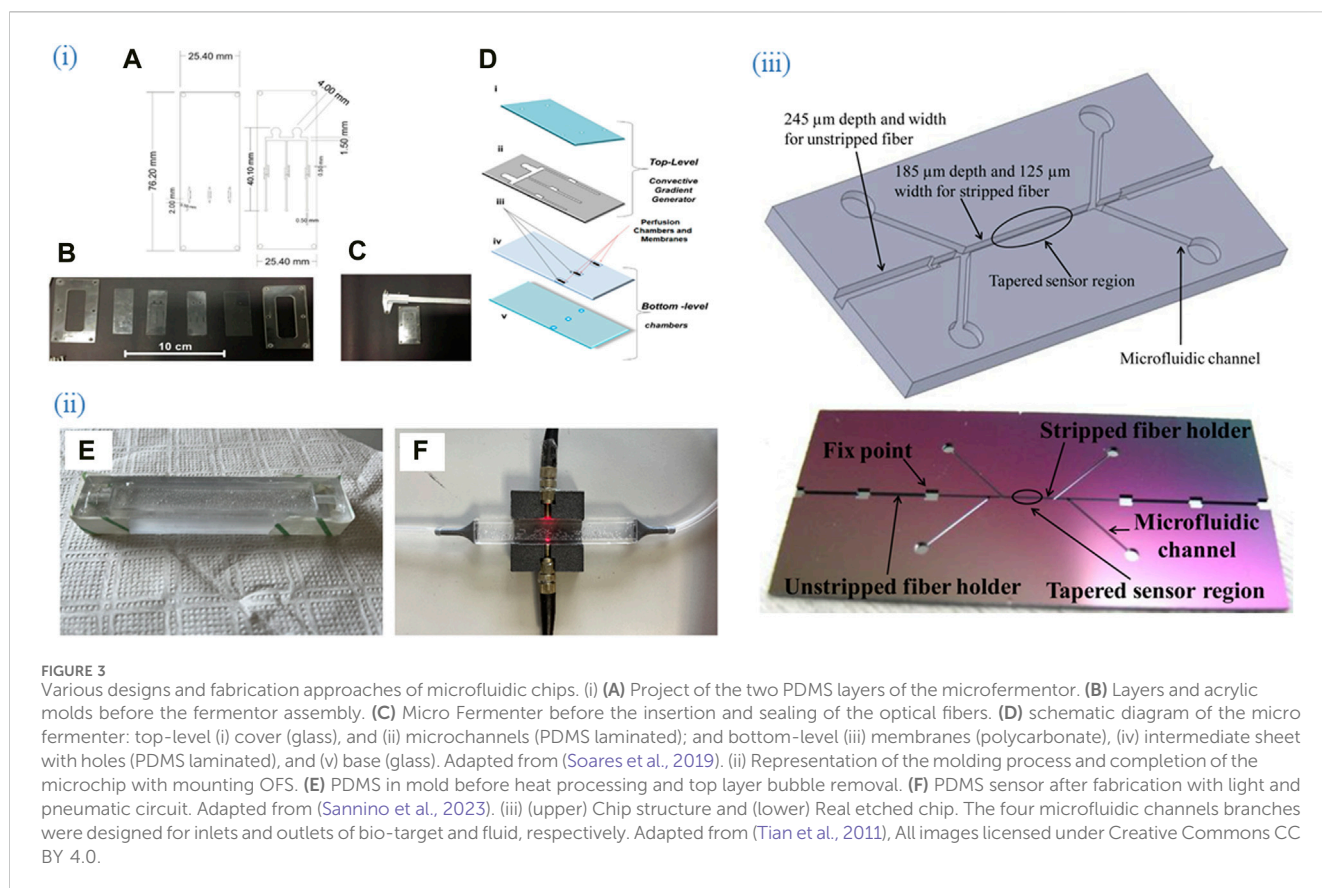 (i)
A
25.40 mm
4.00 mm
1.50 mm
76.20 mm
40.10 mm
2.00 mm
0.50 mm
25.40 mm
B
10 cm
C
D
i
ii
iii
iv
v
Top-Level
Convective
Gradient
Generator
Perfusion
Chambers and
Membranes
Bottom -level
chambers
(ii)
E
F
(iii)
245 µm depth and width
for unstripped fiber
185 µm depth and 125 µm
width for stripped fiber
Tapered sensor region
Microfluidic channel
Fix point
Stripped fiber holder
Microfluidic
channel
Unstripped fiber holder
Tapered sensor region
FIGURE 3
Various designs and fabrication approaches of microfluidic chips. (i) (A) Project of the two PDMS layers of the microfermentor. (B) Layers and acrylic
molds before the fermentor assembly. (C) Micro Fermenter before the insertion and sealing of the optical fibers. (D) schematic diagram of the micro
fermenter: top-level (i) cover (glass), and (ii) microchannels (PDMS laminated); and bottom-level (iii) membranes (polycarbonate), (iv) intermediate sheet
with holes (PDMS laminated), and (v) base (glass). Adapted from (Soares et al., 2019). (ii) Representation of the molding process and completion of the
microchip with mounting OFS. (E) PDMS in mold before heat processing and top layer bubble removal. (F) PDMS sensor after fabrication with light and
pneumatic circuit. Adapted from (Sannino et al., 2023). (iii) (upper) Chip structure and (lower) Real etched chip. The four microfluidic channels branches
were designed for inlets and outlets of bio-target and fluid, respectively. Adapted from (Tian et al., 2011), All images licensed under Creative Commons CC
BY 4.0.